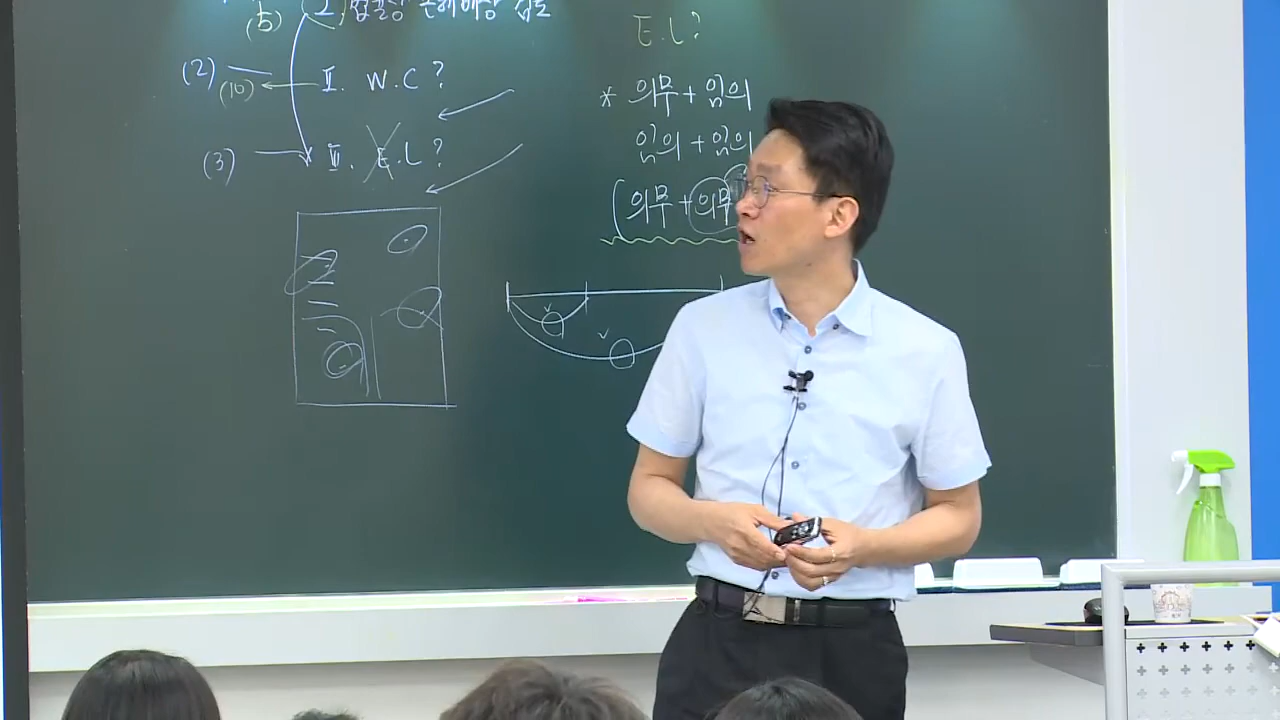 (5)
E.L?
(2) Ⅱ. W.C?
(10)
* 의무 + 임의
임의 + 임의
(3) Ⅲ. E.L?
(의무 + 의무